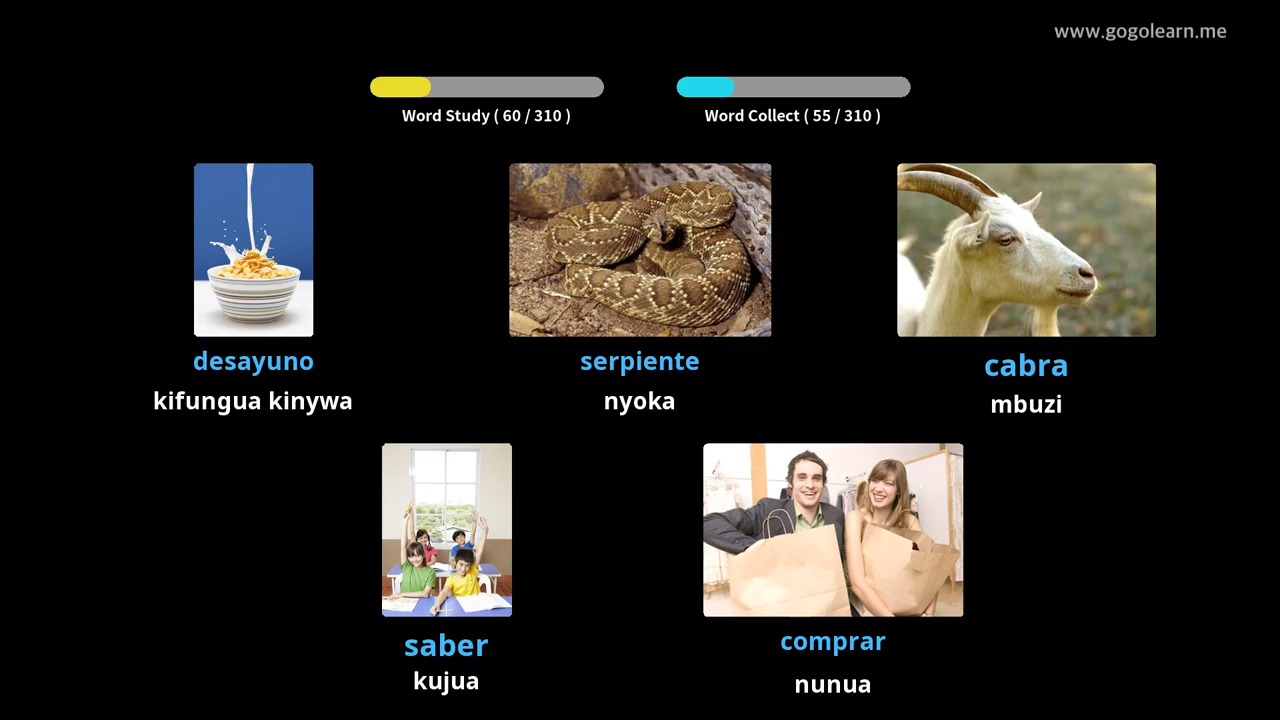 www.gogolearn.me
Word Study ( 60 / 310 )
Word Collect ( 55 / 310 )
desayuno
kifungua kinywa
serpiente
nyoka
cabra
mbuzi
saber
kujua
comprar
nunua